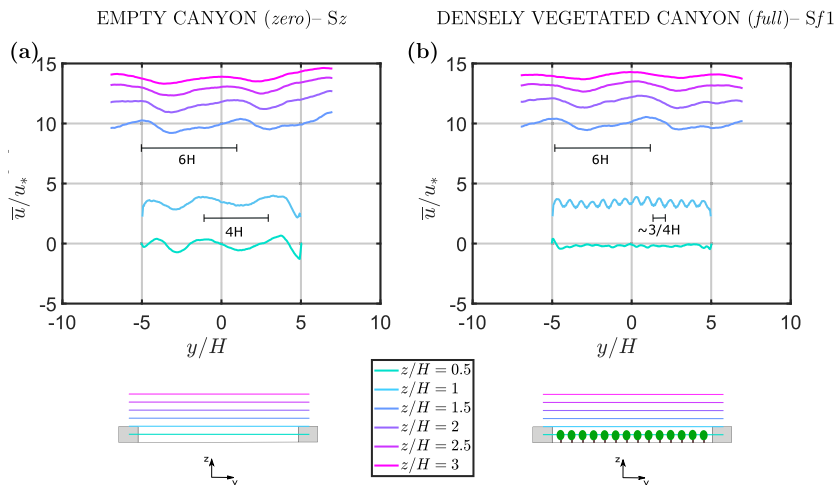 EMPTY CANYON (zero)– Sz
DENSELY VEGETATED CANYON (full)– Sf1
(a)
(b)
15
10
5
0
-5
u̅/u*
6H
4H
-10
-5
0
5
10
y/H
15
10
5
0
-5
u̅/u*
6H
~3/4H
-10
-5
0
5
10
y/H
z/H = 0.5
z/H = 1
z/H = 1.5
z/H = 2
z/H = 2.5
z/H = 3
z
y
z
y